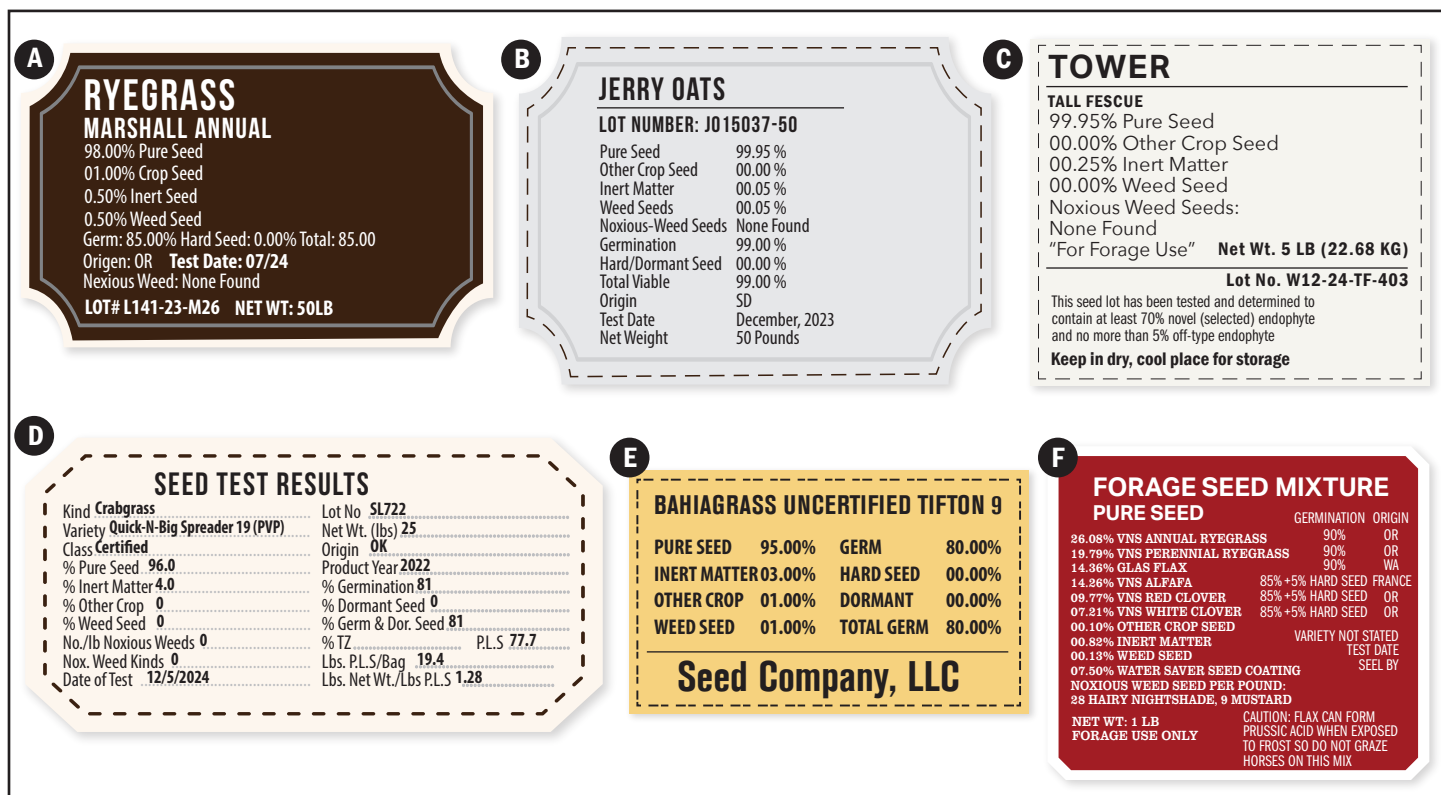 A
RYEGRASS
MARSHALL ANNUAL
98.00% Pure Seed
01.00% Crop Seed
0.50% Inert Seed
0.50% Weed Seed
Germ: 85.00% Hard Seed: 0.00% Total: 85.00
Origen: OR Test Date: 07/24
Nexious Weed: None Found
LOT# L141-23-M26 NET WT: 50LB
B
JERRY OATS
LOT NUMBER: JO15037-50
Pure Seed 99.95 %
Other Crop Seed 00.00 %
Inert Matter 00.05 %
Weed Seeds 00.05 %
Noxious-Weed Seeds None Found
Germination 99.00 %
Hard/Dormant Seed 00.00 %
Total Viable 99.00 %
Origin SD
Test Date December, 2023
Net Weight 50 Pounds
C
TOWER
TALL FESCUE
99.95% Pure Seed
00.00% Other Crop Seed
00.25% Inert Matter
00.00% Weed Seed
Noxious Weed Seeds:
None Found
"For Forage Use" Net Wt. 5 LB (22.68 KG)
Lot No. W12-24-TF-403
This seed lot has been tested and determined to
contain at least 70% novel (selected) endophyte
and no more than 5% off-type endophyte
Keep in dry, cool place for storage
D
SEED TEST RESULTS
Kind Crabgrass Lot No SL722
Variety Quick-N-Big Spreader 19 (PVP) Net Wt. (lbs) 25
Class Certified Origin OK
% Pure Seed 96.0 Product Year 2022
% Inert Matter 4.0 % Germination 81
% Other Crop 0 % Dormant Seed 0
% Weed Seed 0 % Germ & Dor. Seed 81
No./lb Noxious Weeds 0 % TZ P.L.S 77.7
Nox. Weed Kinds 0 Lbs. P.L.S/Bag 19.4
Date of Test 12/5/2024 Lbs. Net Wt./Lbs P.L.S 1.28
E
BAHIAGRASS UNCERTIFIED TIFTON 9
PURE SEED 95.00% GERM 80.00%
INERT MATTER 03.00% HARD SEED 00.00%
OTHER CROP 01.00% DORMANT 00.00%
WEED SEED 01.00% TOTAL GERM 80.00%
Seed Company, LLC
F
FORAGE SEED MIXTURE
PURE SEED GERMINATION ORIGIN
26.08% VNS ANNUAL RYEGRASS 90% OR
19.79% VNS PERENNIAL RYEGRASS 90% OR
14.36% GLAS FLAX 90% WA
14.26% VNS ALFAFA 85% +5% HARD SEED FRANCE
09.77% VNS RED CLOVER 85% +5% HARD SEED OR
07.21% VNS WHITE CLOVER 85% +5% HARD SEED OR
00.10% OTHER CROP SEED
00.82% INERT MATTER
00.13% WEED SEED
07.50% WATER SAVER SEED COATING
VARIETY NOT STATED
TEST DATE
SEEL BY
NOXIOUS WEED SEED PER POUND:
28 HAIRY NIGHTSHADE, 9 MUSTARD
NET WT: 1 LB
FORAGE USE ONLY
CAUTION: FLAX CAN FORM
PRUSSIC ACID WHEN EXPOSED
TO FROST SO DO NOT GRAZE
HORSES ON THIS MIX